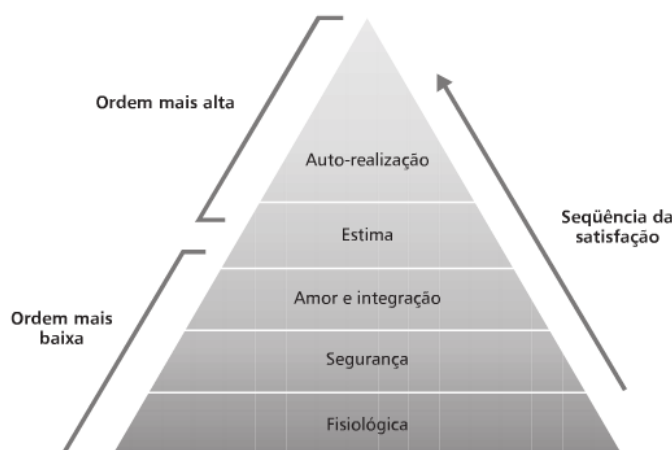 Ordem mais alta
Auto-realização
Seqüência da
satisfação
Estima
Amor e integração
Ordem mais
baixa
Segurança
Fisiológica